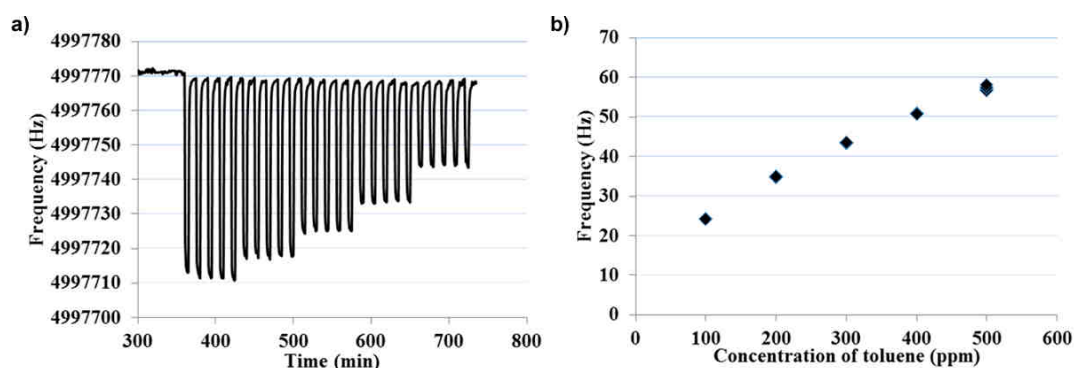 a)
Frequency (Hz)
4997780
4997770
4997760
4997750
4997740
4997730
4997720
4997710
4997700
300 400 500 600 700 800
Time (min)
b)
Frequency (Hz)
70
60
50
40
30
20
10
0
0 100 200 300 400 500 600
Concentration of toluene (ppm)